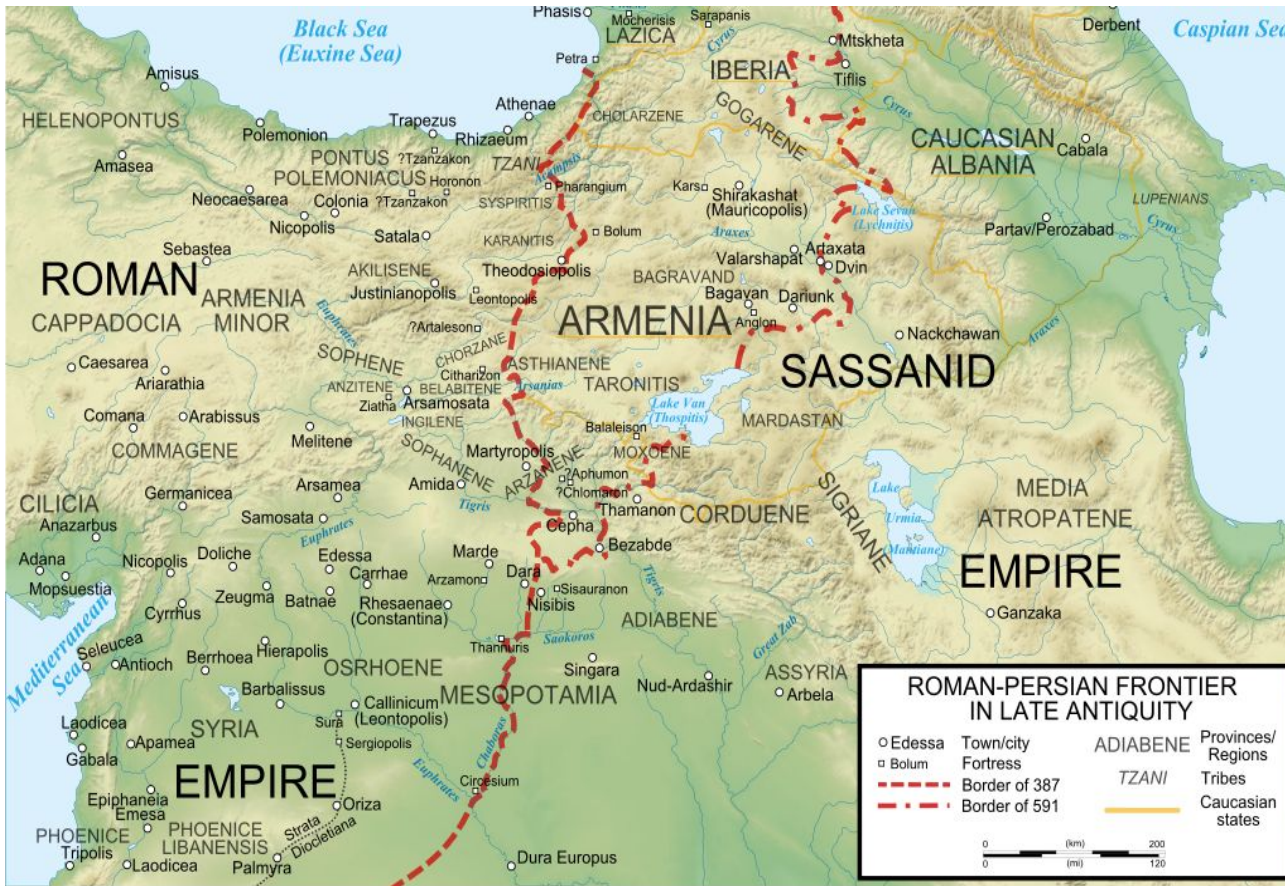 Black Sea
(Euxine Sea)
Caspian Sea
Phasis
Mocherisis
Sarapanis
LAZICA
Cyrus
Derbent
Mtskheta
Petra
IBERIA
Tiflis
Amisus
Athenae
CHOLARZENE
GOGARENE
Cyrus
HELENOPONTUS
Polemonion
Trapezus
Rhizaeum
CAUCASIAN
ALBANIA
Cabala
Amasea
PONTUS
POLEMONIACUS
?Tzanzakon
TZANI
Acampsis
Horonon
?Tzanzakon
Pharangium
Kars
Shirakashat
(Mauricopolis)
Lake Sevan
(Lychnitis)
LUPENIANS
Neocaesarea
Colonia
Nicopolis
SYSPIRITIS
Partav/Perozabad
Cyrus
Satala
KARANITIS
Bolum
Araxes
Artaxata
Sebastea
Valarshapat
Dvin
ROMAN
Theodosiopolis
AKILISENE
Justinianopolis
BAGRAVAND
Leontopolis
Bagavan
Dariunk
ARMENIA
MINOR
CAPPADOCIA
Euphrates
ARMENIA
Anglon
Nackchawan
Araxes
?Artaleson
CHORZANE
SOPHENE
ASTHIANENE
Caesarea
Ariarathia
Citharizon
SASSANID
ANZITENE
BELABITENE
Arsanias
TARONITIS
Ziatha
Arsamosata
Lake Van
(Thospitis)
MARDASTAN
Comana
Arabissus
INGILENE
Balaleison
COMMAGENE
Melitene
SOPHANENE
Martyropolis
MOXOENE
ARZANENE
?Aphumon
?Chlomaron
SIGRIANE
Lake
Urmia
(Mantiane)
MEDIA
ATROPATENE
Germanicea
Arsamea
Amida
Thamanon
CORDUENE
CILICIA
Anazarbus
Samosata
Tigris
Cepha
Euphrates
Bezabde
EMPIRE
Adana
Nicopolis
Doliche
Edessa
Marde
Mopsuestia
Carrhae
Arzamon
Dara
Sisauranon
Tigris
Zeugma
Batnae
Nisibis
Ganzaka
Cyrrhus
Rhesaenae
(Constantina)
ADIABENE
Mediterranean
Sea
Seleucea
Antioch
Berrhoea
Hierapolis
Thannuris
Saokoros
Great Zab
OSRHOENE
Singara
ASSYRIA
Barbalissus
Callinicum
(Leontopolis)
MESOPOTAMIA
Nud-Ardashir
Arbela
Laodicea
SYRIA
Sura
Gabala
Apamea
Sergiopolis
Chaboras
EMPIRE
Euphrates
Circesium
Epiphaneia
Emesa
Oriza
PHOENICE
PHOENICE
LIBANENSIS
Strata
Diocletiana
Tripolis
Laodicea
Palmyra
Dura Europus
ROMAN-PERSIAN FRONTIER
IN LATE ANTIQUITY
Edessa Town/city
Bolum Fortress
Border of 387
Border of 591
ADIABENE Provinces/
Regions
TZANI Tribes
Caucasian
states
(km)
0 200
0 120
(mi)